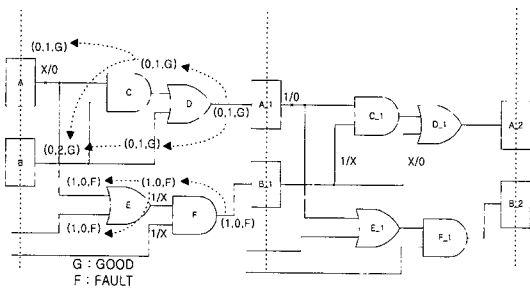 (0,1,G)
X/0
(0,1,G)
A
C
D
(0,1,G)
A_1
1/0
C_1
D_1
A_2
(0,2,G)
(0,1,G)
B
1/X
X/0
(1,0,F)
(1,0,F)
1/X
B_1
B_2
E
F
(1,0,F)
(1,0,F)
1/X
E_1
F_1
G : GOOD
F : FAULT